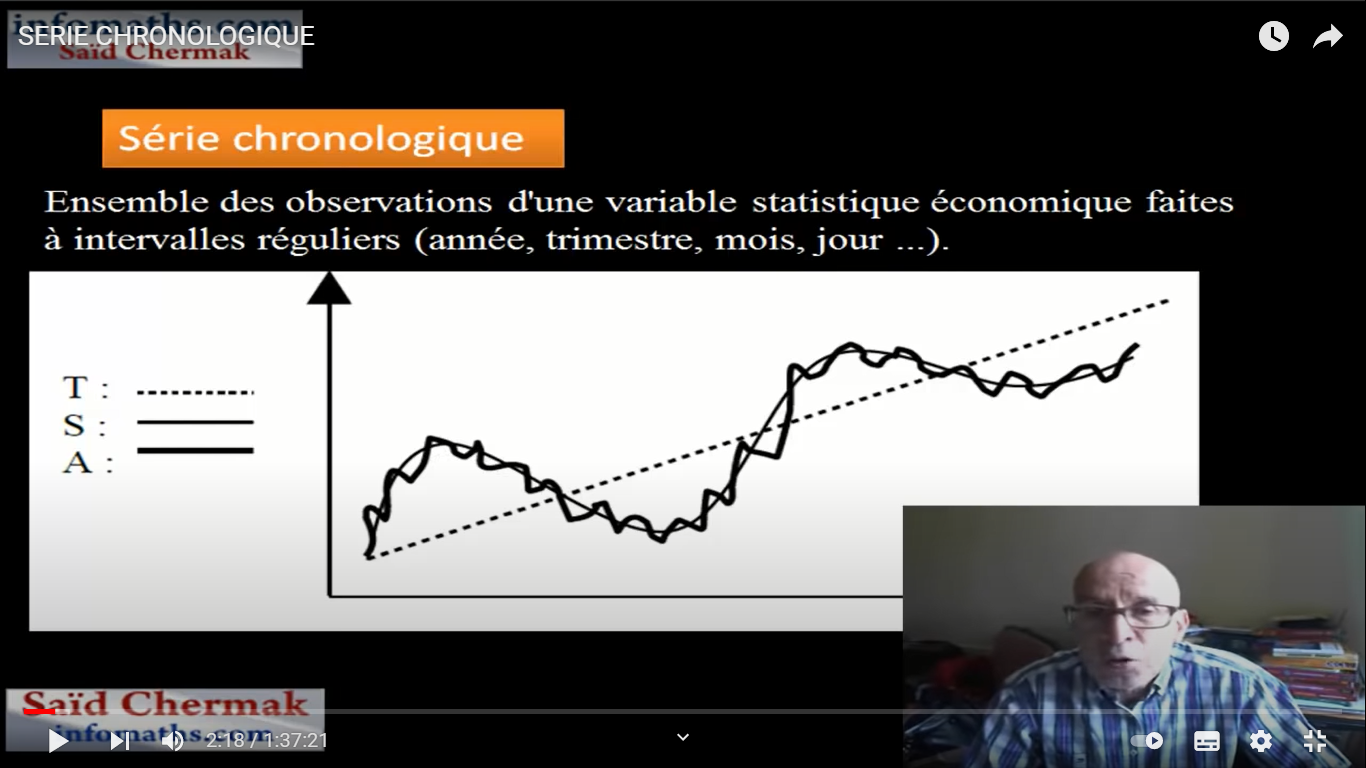 infomaths.com
SERIE CHRONOLOGIQUE
Saïd Chermak
Série chronologique
Ensemble des observations d'une variable statistique économique faites
à intervalles réguliers (année, trimestre, mois, jour ...).
T :
S :
A :
Saïd Chermak
infomaths.com
2:18 / 1:37:21